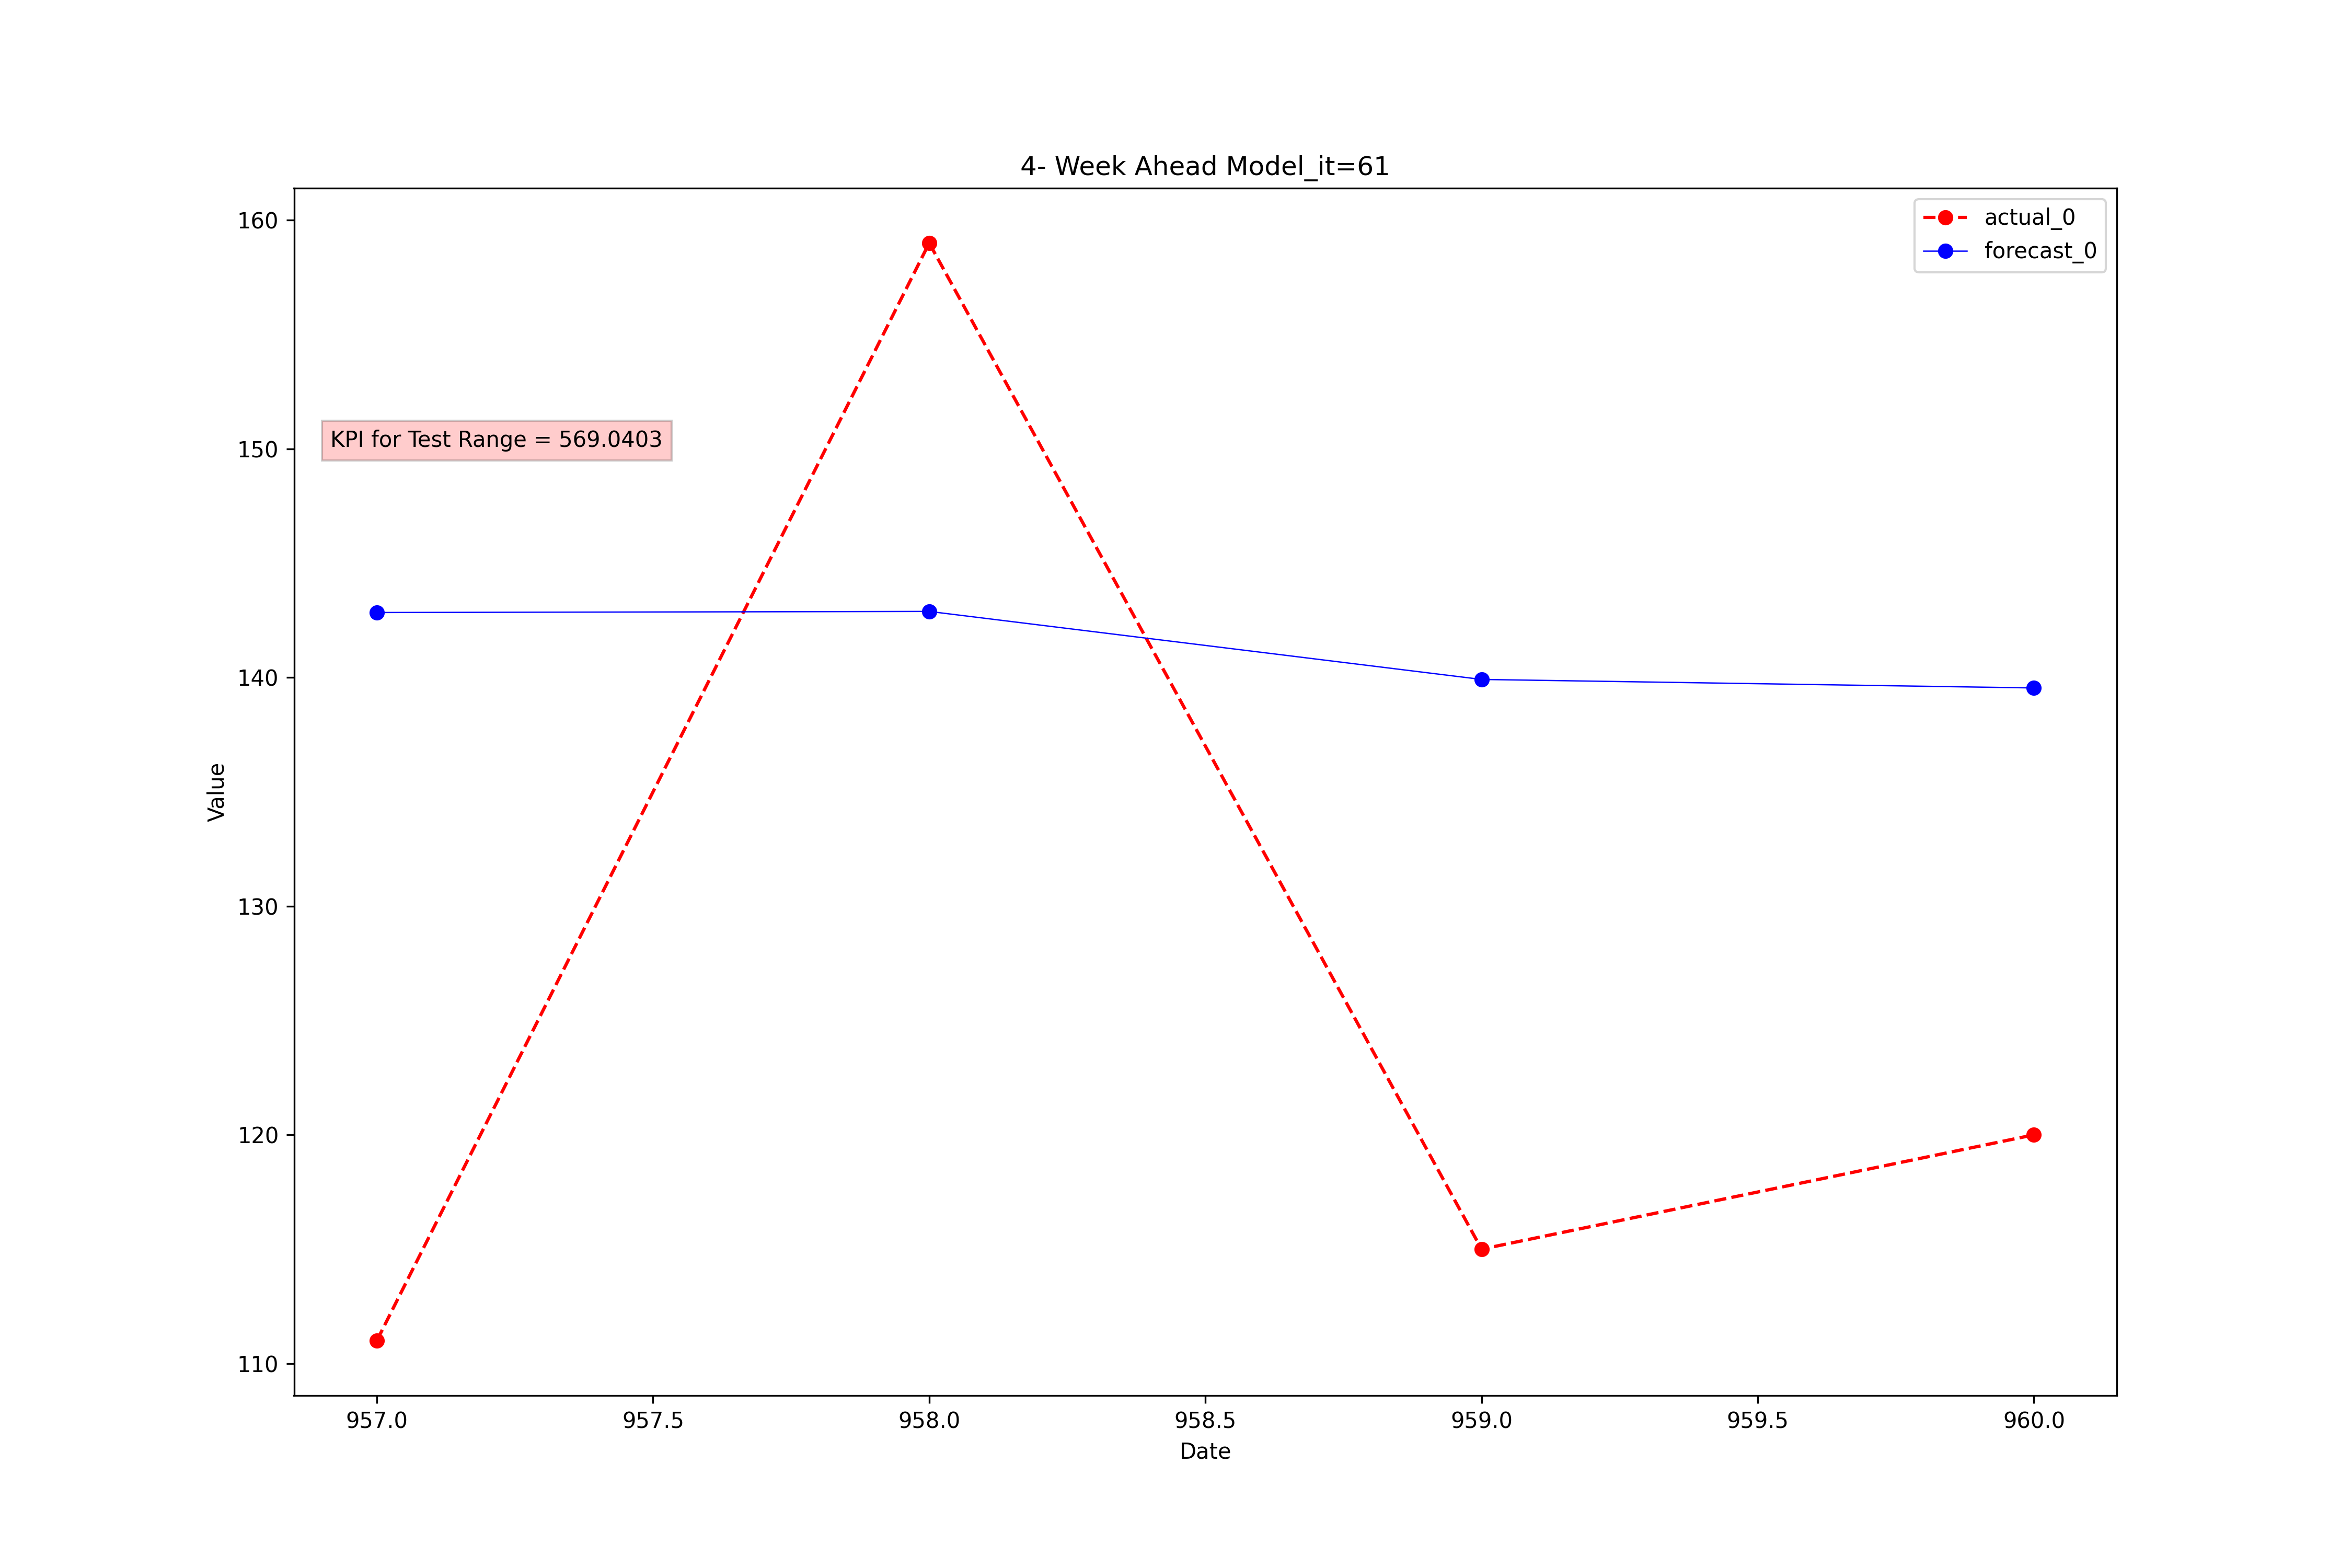 4- Week Ahead Model_it=61
160
150
140
130
120
110
Value
KPI for Test Range = 569.0403
actual_0
forecast_0
957.0 957.5 958.0 958.5 959.0 959.5 960.0
Date